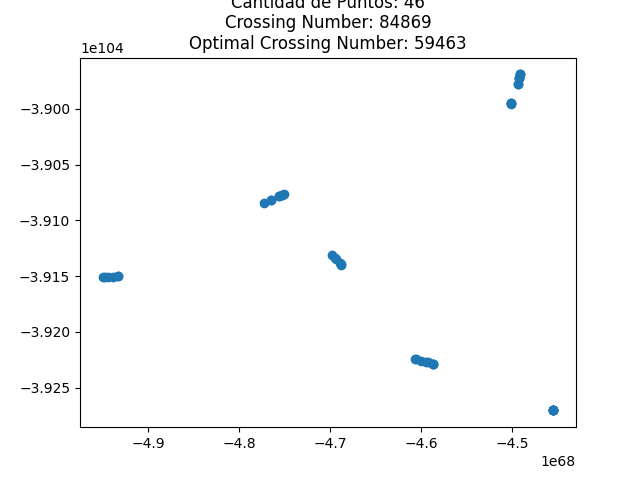 Cantidad de Puntos: 46
Crossing Number: 84869
Optimal Crossing Number: 59463
1e104
−3.900
−3.905
−3.910
−3.915
−3.920
−3.925
−4.9 −4.8 −4.7 −4.6 −4.5
1e68